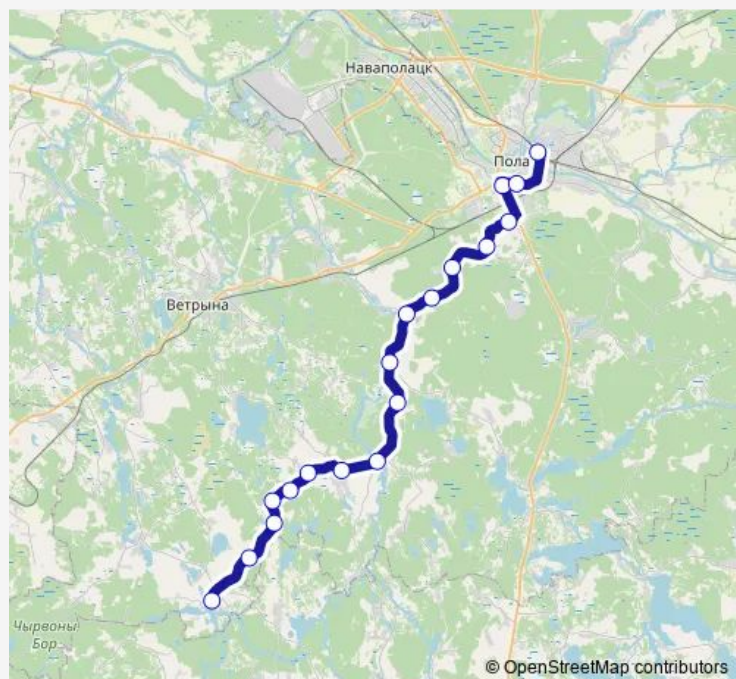 Наваполацк
Пола
Ветрына
Чырвоны
Бор
© OpenStreetMap contributors